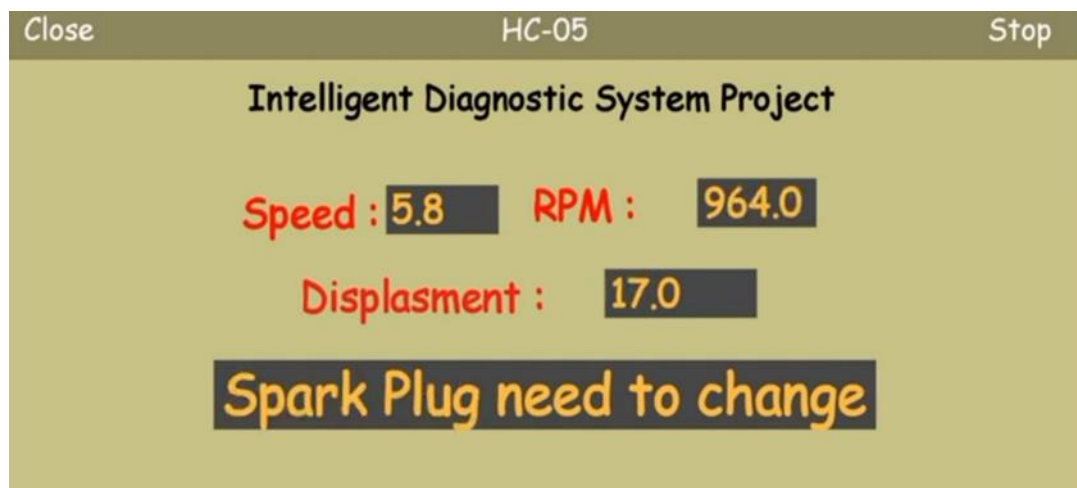 Close HC-05 Stop
Intelligent Diagnostic System Project
Speed : 5.8 RPM : 964.0
Displasment : 17.0
Spark Plug need to change